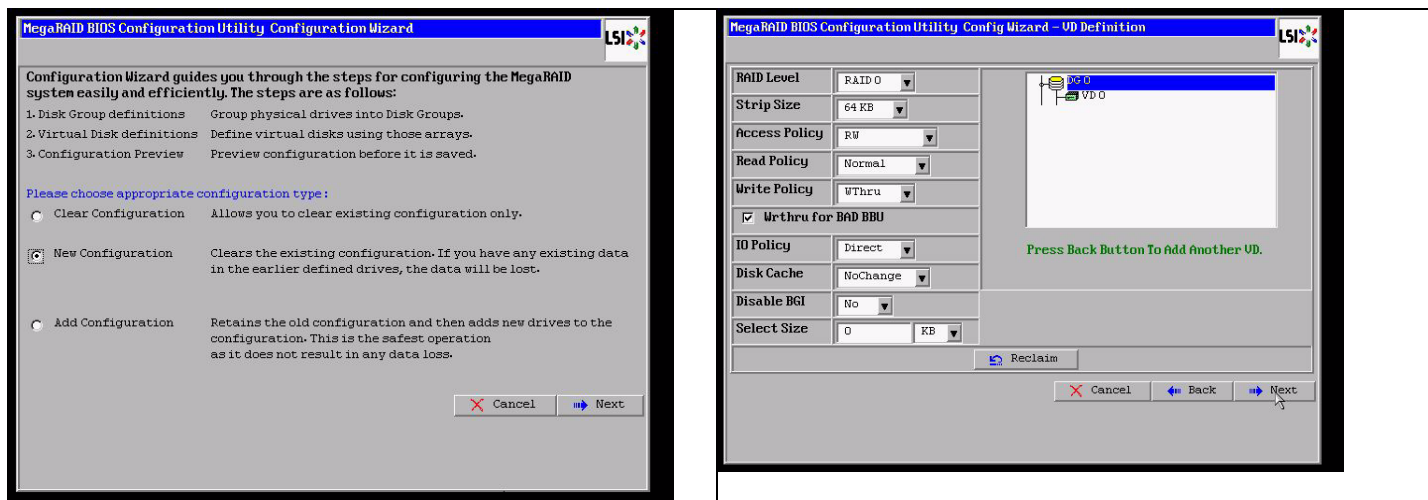 MegaRAID BIOS Configuration Utility Configuration Wizard
LSI
Configuration Wizard guides you through the steps for configuring the MegaRAID
system easily and efficiently. The steps are as follows:
1. Disk Group definitions Group physical drives into Disk Groups.
2. Virtual Disk definitions Define virtual disks using those arrays.
3. Configuration Preview Preview configuration before it is saved.
Please choose appropriate configuration type:
Clear Configuration Allows you to clear existing configuration only.
New Configuration Clears the existing configuration. If you have any existing data
in the earlier defined drives, the data will be lost.
Add Configuration Retains the old configuration and then adds new drives to the
configuration. This is the safest operation
as it does not result in any data loss.
Cancel Next
MegaRAID BIOS Configuration Utility Config Wizard - VD Definition
LSI
RAID Level RAID 0
Strip Size 64 KB
Access Policy RW
Read Policy Normal
Write Policy WThru
Wrthru for BAD BBU
IO Policy Direct
Disk Cache NoChange
Disable BGI No
Select Size 0 KB
DG 0
VD 0
Press Back Button To Add Another VD.
Reclaim
Cancel Back Next